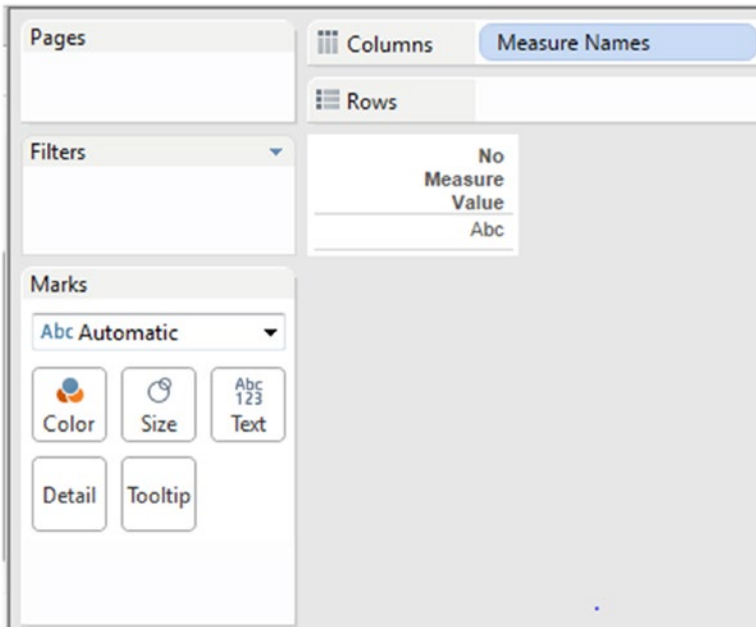 Pages
Columns
Measure Names
Rows
Filters
No
Measure
Value
Abc
Marks
Abc Automatic
Color
Size
Abc
123
Text
Detail
Tooltip